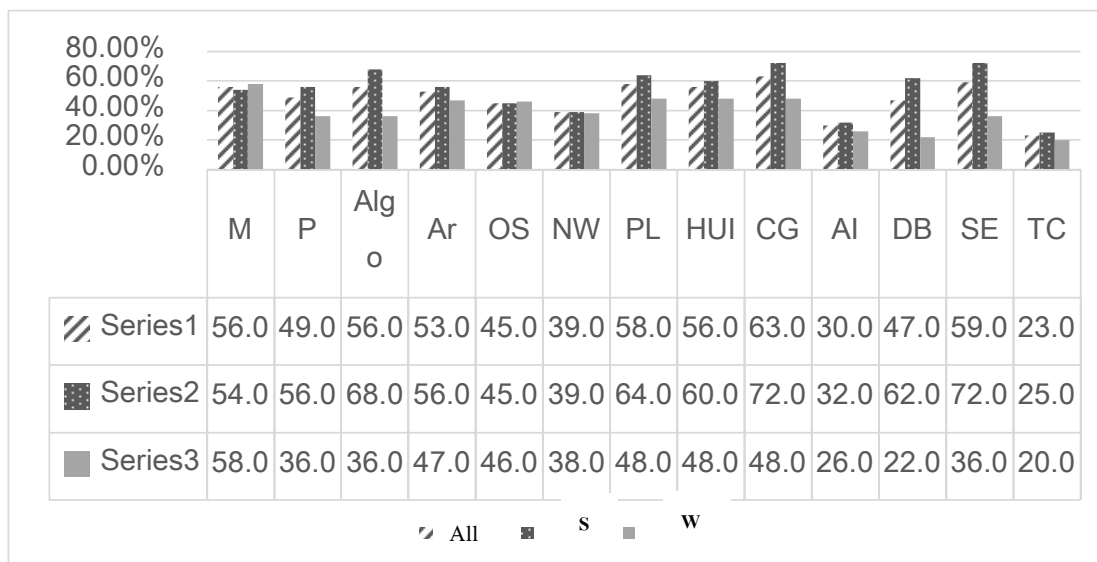 80.00%
60.00%
40.00%
20.00%
0.00%
M P Algo Ar OS NW PL HUI CG AI DB SE TC
Series1 56.0 49.0 56.0 53.0 45.0 39.0 58.0 56.0 63.0 30.0 47.0 59.0 23.0
Series2 54.0 56.0 68.0 56.0 45.0 39.0 64.0 60.0 72.0 32.0 62.0 72.0 25.0
Series3 58.0 36.0 36.0 47.0 46.0 38.0 48.0 48.0 48.0 26.0 22.0 36.0 20.0
All S W